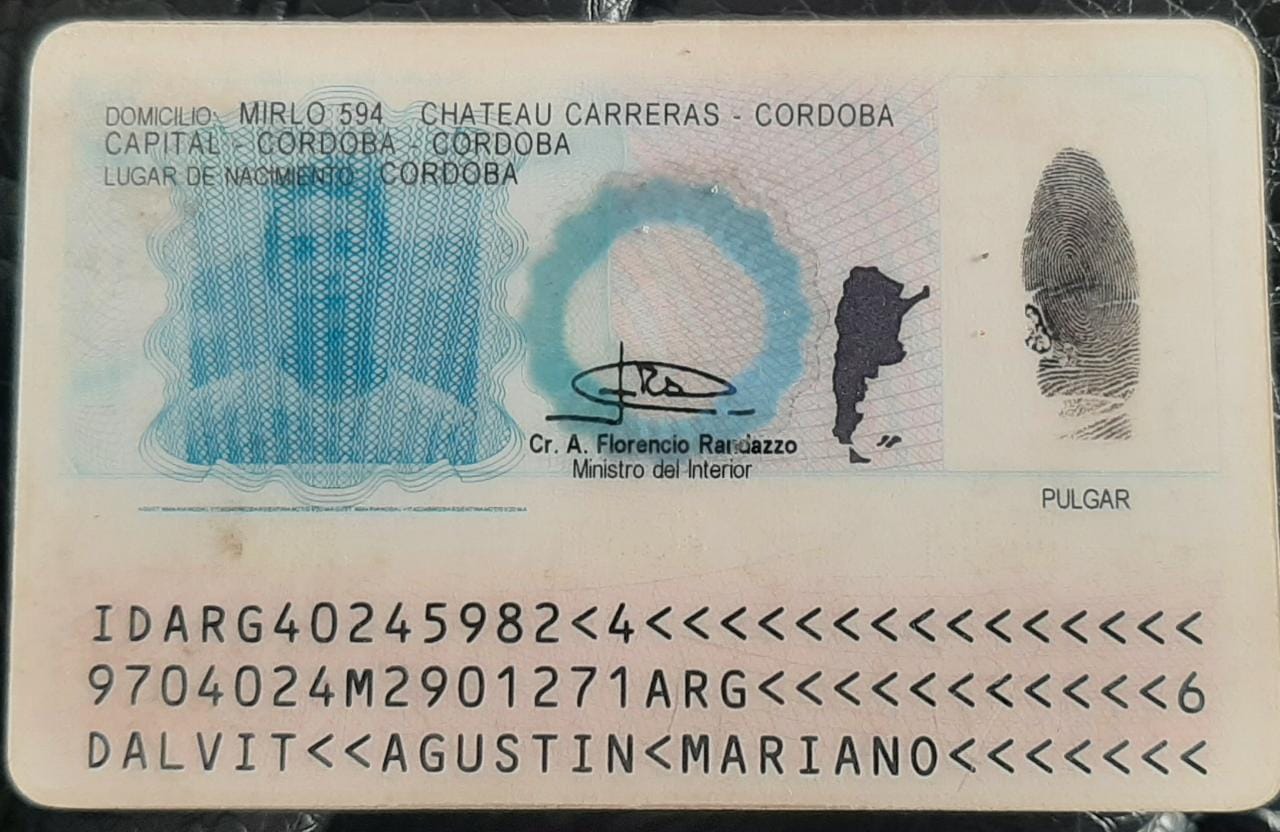 DOMICILIO: MIRLO 594 CHATEAU CARRERAS - CORDOBA
CAPITAL - CORDOBA - CORDOBA
LUGAR DE NACIMIENTO: CORDOBA
Cr. A. Florencio Randazzo
Ministro del Interior
PULGAR
IDARG40245982<4<<<<<<<<<<<<<<<
9704024M2901271ARG<<<<<<<<<<<6
DALVIT<<AGUSTIN<MARIANO<<<<<<<